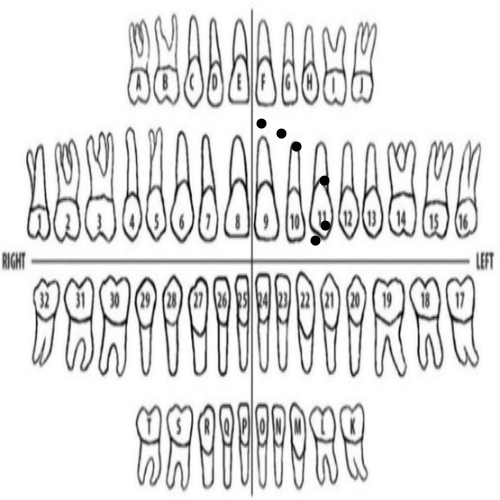 A B C D E F G H I J
1 2 3 4 5 6 7 8 9 10 11 12 13 14 15 16
RIGHT LEFT
32 31 30 29 28 27 26 25 24 23 22 21 20 19 18 17
T S R Q P O N M L K